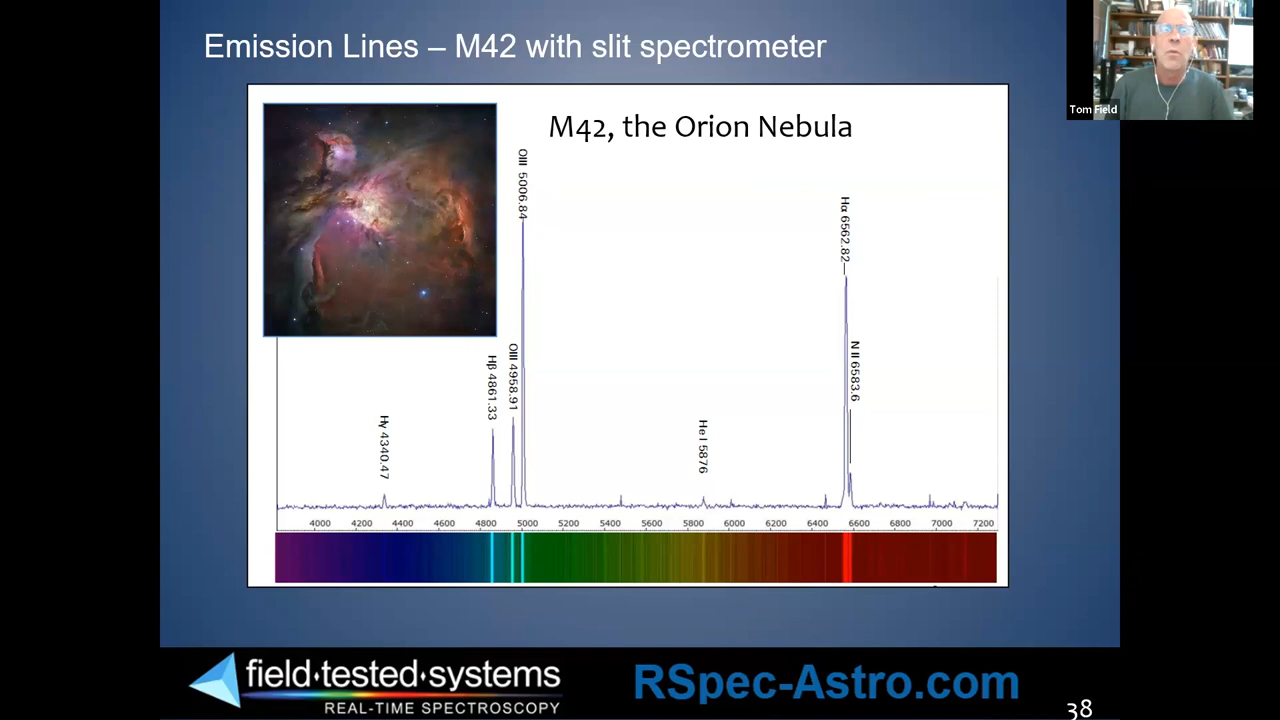 Emission Lines – M42 with slit spectrometer
Tom Field
M42, the Orion Nebula
OIII 5006.84
Hα 6562.82
OIII 4958.91
N II 6583.6
Hβ 4861.33
Hγ 4340.47
He I 5876
4000 4200 4400 4600 4800 5000 5200 5400 5600 5800 6000 6200 6400 6600 6800 7000 7200
field·tested·systems
REAL-TIME SPECTROSCOPY
RSpec-Astro.com
38